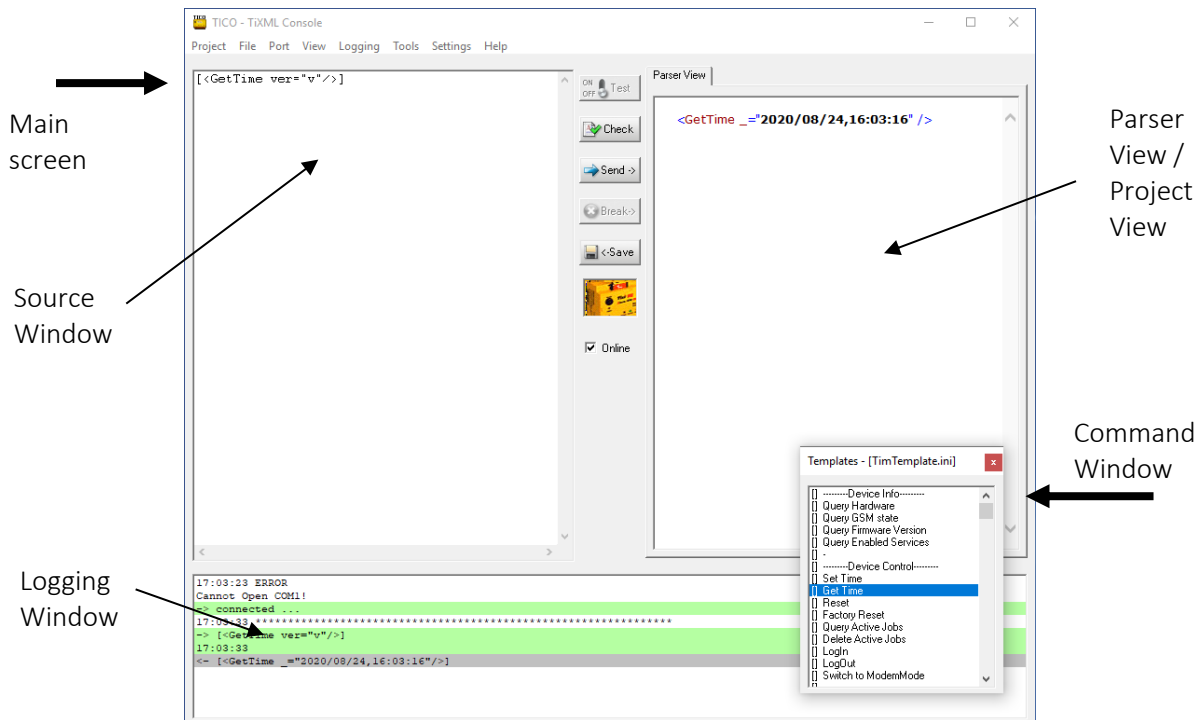 TICO - TiXML Console
Project File Port View Logging Tools Settings Help
Main
screen
Source
Window
Logging
Window
[<GetTime ver="v"/>]
ON
OFF
Test
Check
Send ->
Break->
<-Save
Online
Parser View
<GetTime _="2020/08/24,16:03:16" />
Parser
View /
Project
View
Command
Window
Templates - [TimTemplate.ini]
[] ---------Device Info---------
[] Query Hardware
[] Query GSM state
[] Query Firmware Version
[] Query Enabled Services
[] -
[] ---------Device Control---------
[] Set Time
[] Get Time
[] Reset
[] Factory Reset
[] Query Active Jobs
[] Delete Active Jobs
[] LogIn
[] LogOut
[] Switch to ModemMode
17:03:23 ERROR
Cannot Open COM1!
-> connected ...
17:03:33 **************************************************************
-> [<GetTime ver="v"/>]
17:03:33
<- [<GetTime _="2020/08/24,16:03:16"/>]